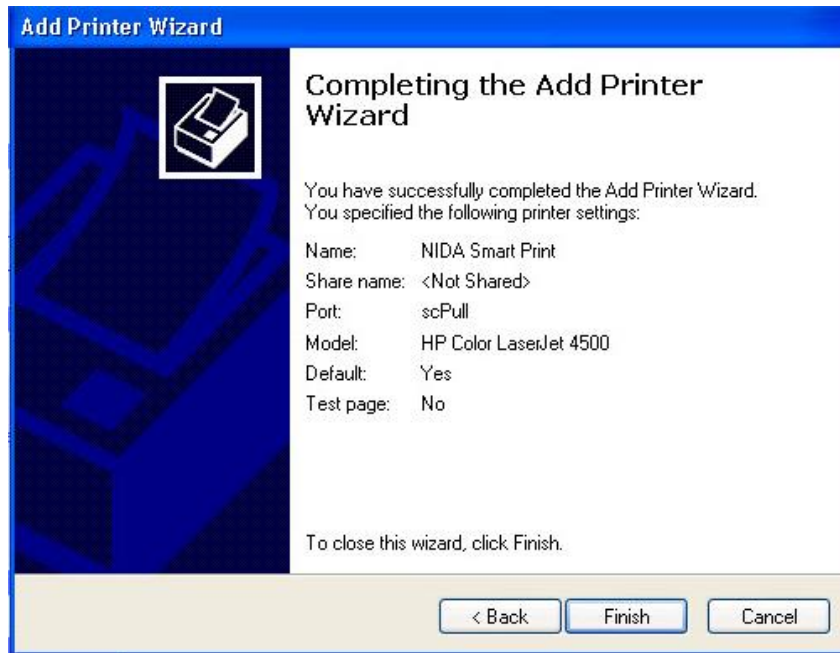 Add Printer Wizard
Completing the Add Printer
Wizard
You have successfully completed the Add Printer Wizard.
You specified the following printer settings:
Name: NIDA Smart Print
Share name: <Not Shared>
Port: scPull
Model: HP Color LaserJet 4500
Default: Yes
Test page: No
To close this wizard, click Finish.
< Back Finish Cancel